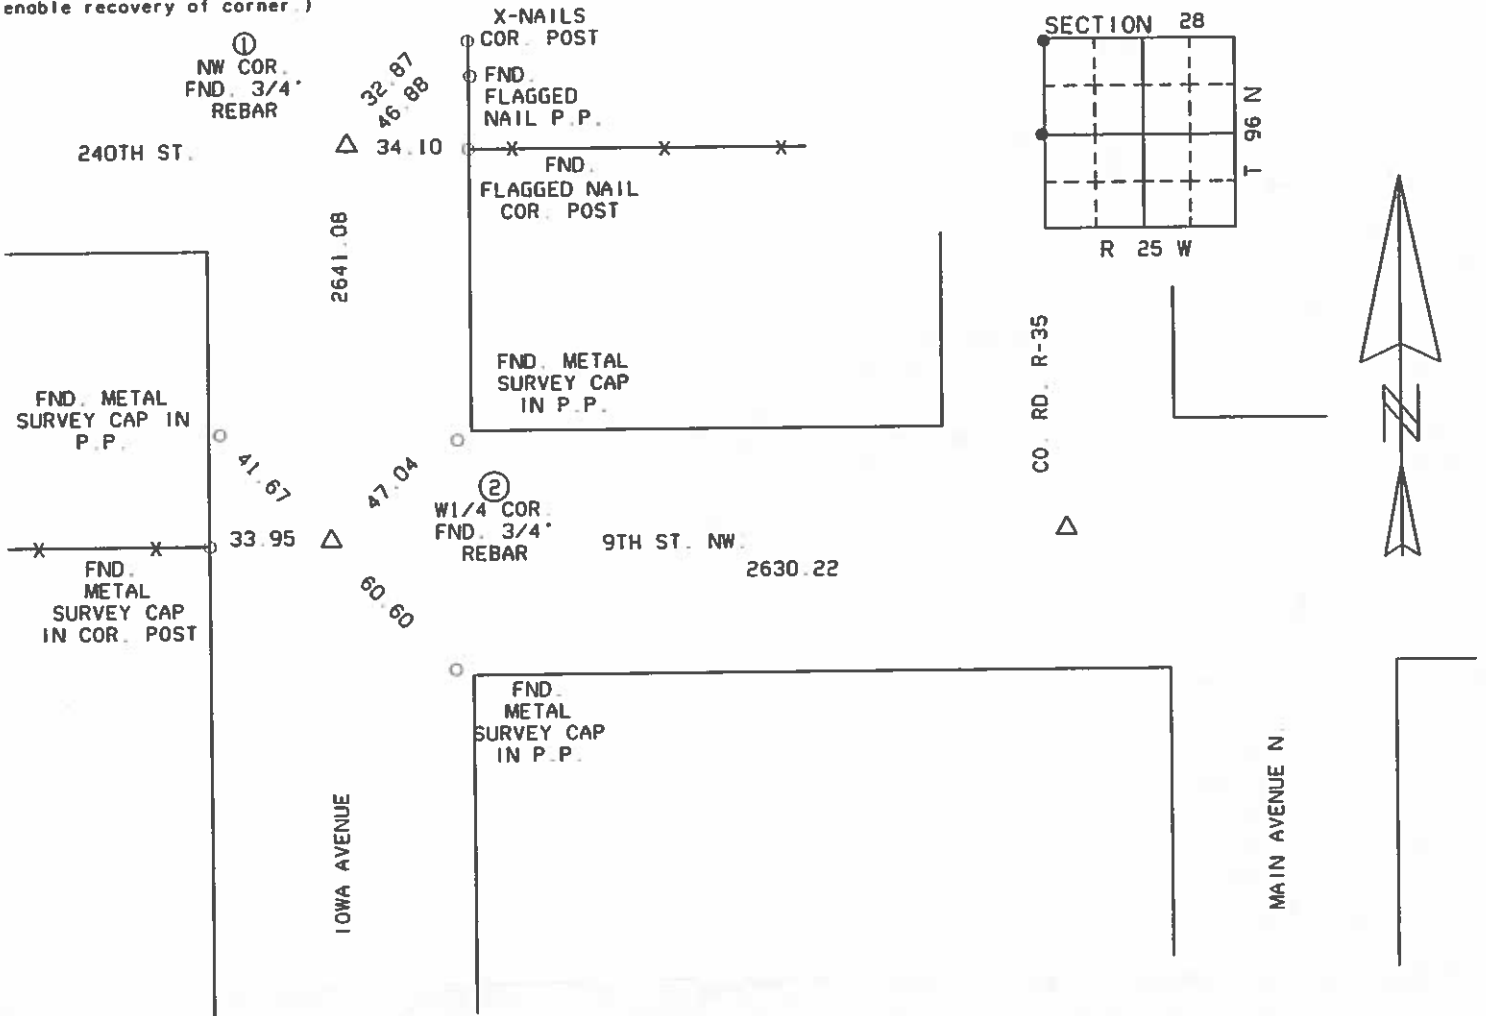 enable recovery of corner.)
①
NW COR.
FND. 3/4"
REBAR
240TH ST.
32.87
46.88
34.10
X-NAILS
COR. POST
FND.
FLAGGED
NAIL P.P.
FND.
FLAGGED NAIL
COR. POST
SECTION 28
T 96 N
R 25 W
2641.08
FND. METAL
SURVEY CAP IN
P.P.
FND. METAL
SURVEY CAP
IN P.P.
CO. RD. R-35
N
41.67
47.04
33.95
60.60
②
W1/4 COR.
FND. 3/4"
REBAR
9TH ST. NW.
2630.22
FND.
METAL
SURVEY CAP
IN COR. POST
FND.
METAL
SURVEY CAP
IN P.P.
IOWA AVENUE
MAIN AVENUE N.